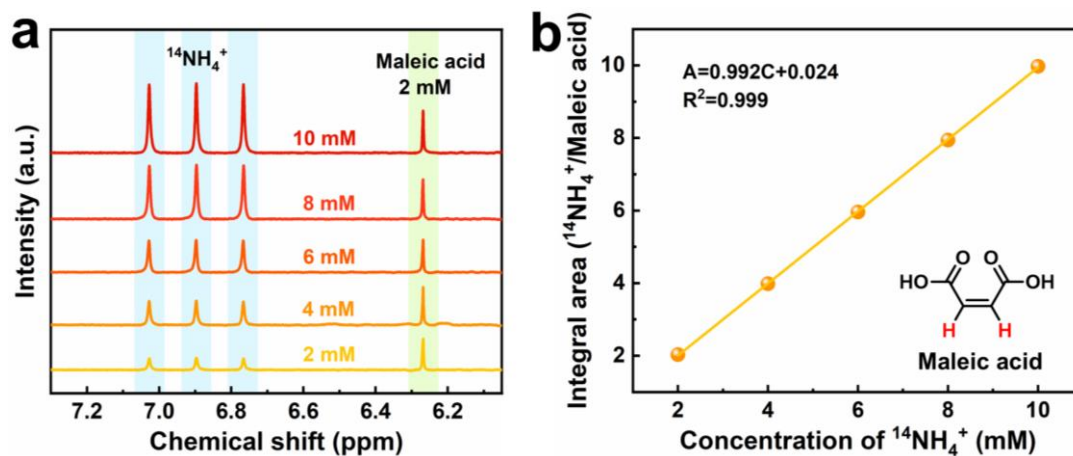 a
Intensity (a.u.)
¹⁴NH₄⁺
Maleic acid
2 mM
10 mM
8 mM
6 mM
4 mM
2 mM
7.2 7.0 6.8 6.6 6.4 6.2
Chemical shift (ppm)
b
Integral area (¹⁴NH₄⁺/Maleic acid)
10
8
6
4
2
A=0.992C+0.024
R²=0.999
O O
HO OH
H H
Maleic acid
2 4 6 8 10
Concentration of ¹⁴NH₄⁺ (mM)